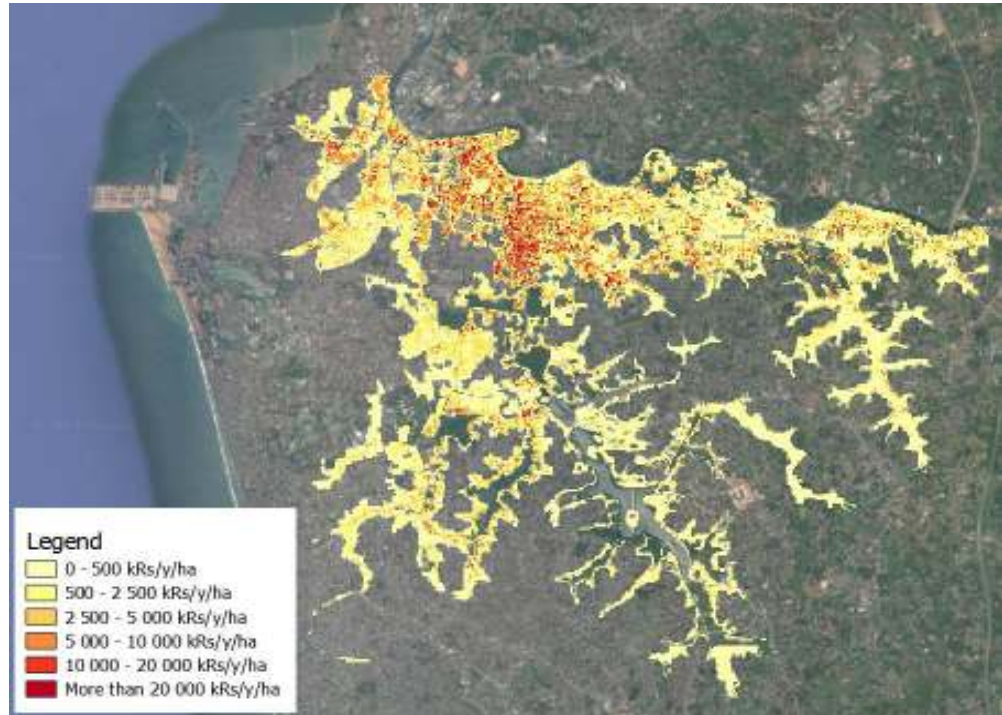 Legend
0 - 500 kRs/y/ha
500 - 2 500 kRs/y/ha
2 500 - 5 000 kRs/y/ha
5 000 - 10 000 kRs/y/ha
10 000 - 20 000 kRs/y/ha
More than 20 000 kRs/y/ha